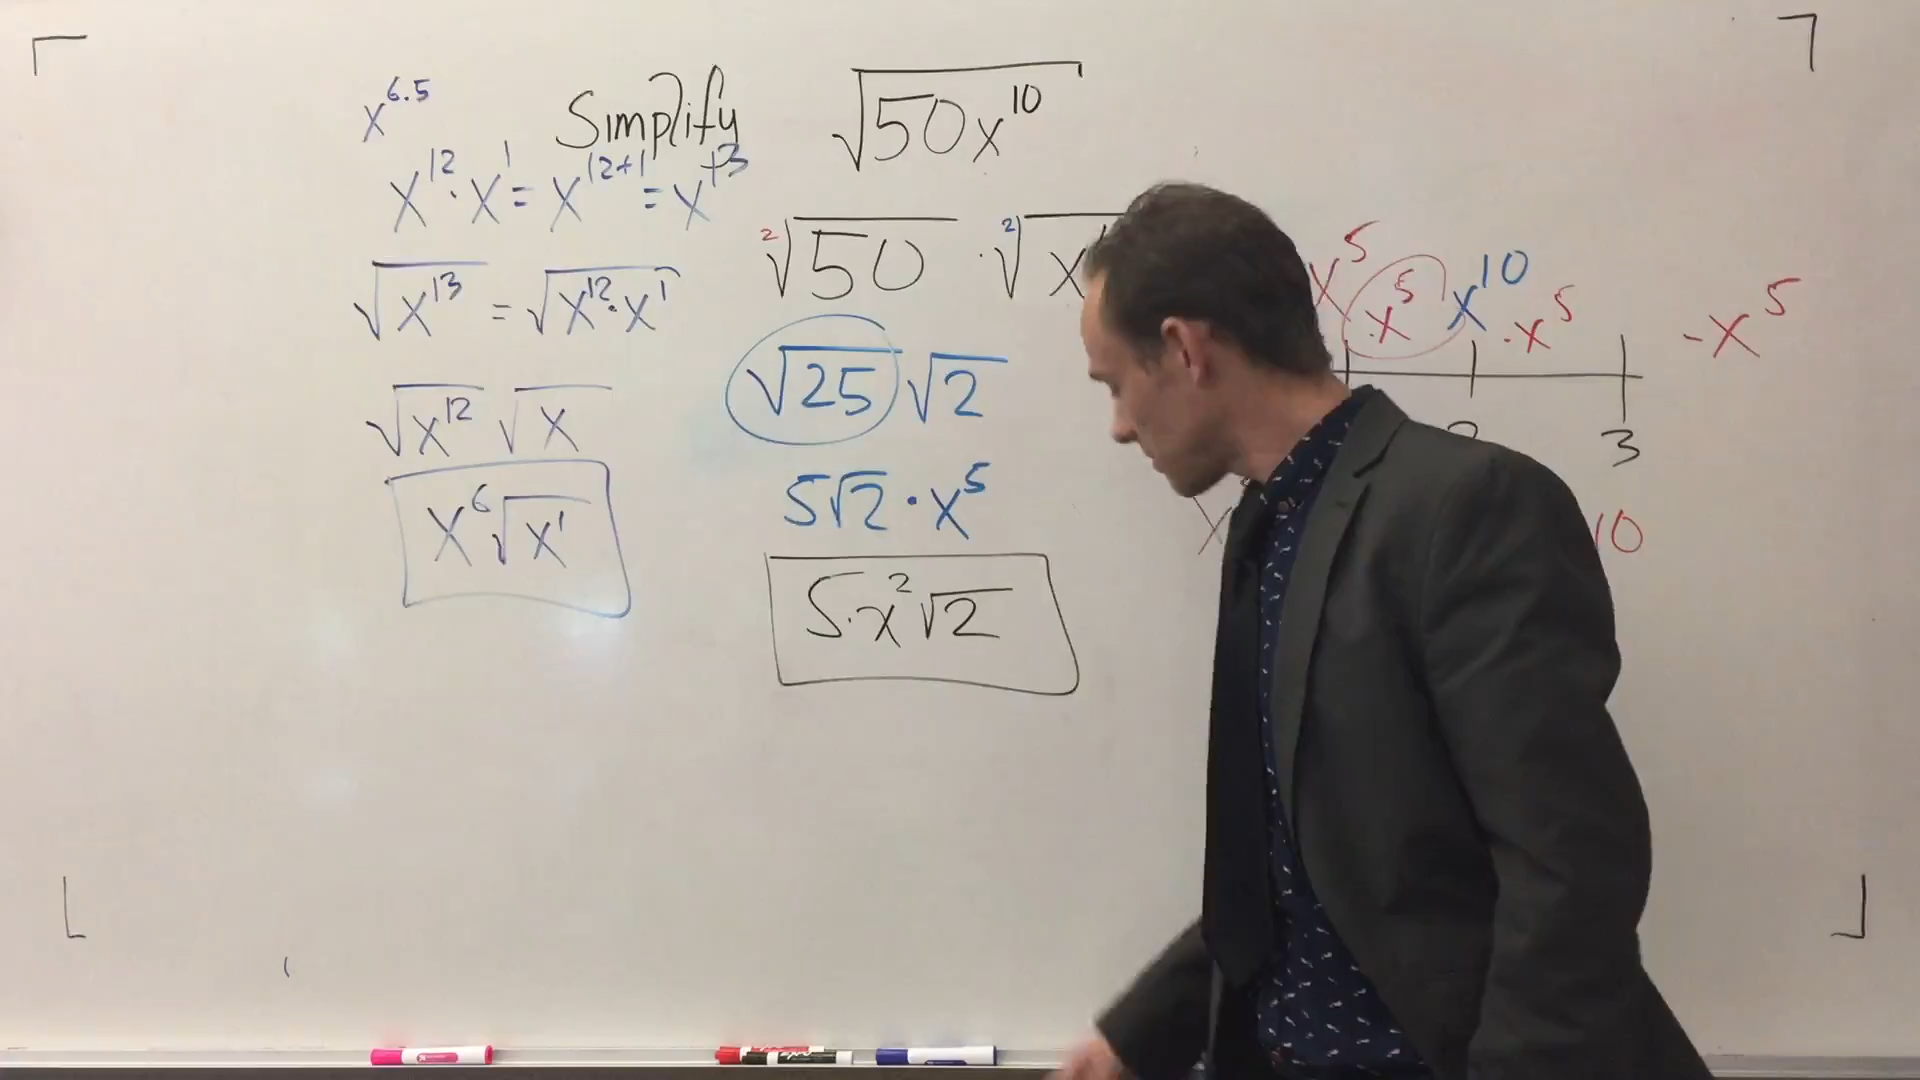 x^6.5
Simplify √50x^10
x^12 · x^1 = x^12+1 = x^13
²√50 · ²√x
√x^13 = √x^12 · x^1
√25 √2
√x^12 √x
5√2 · x^5
x^6 √x^1
5·x^2 √2
x^5 ·x^5 x^10 ·x^5 ·x^5
3
x 10